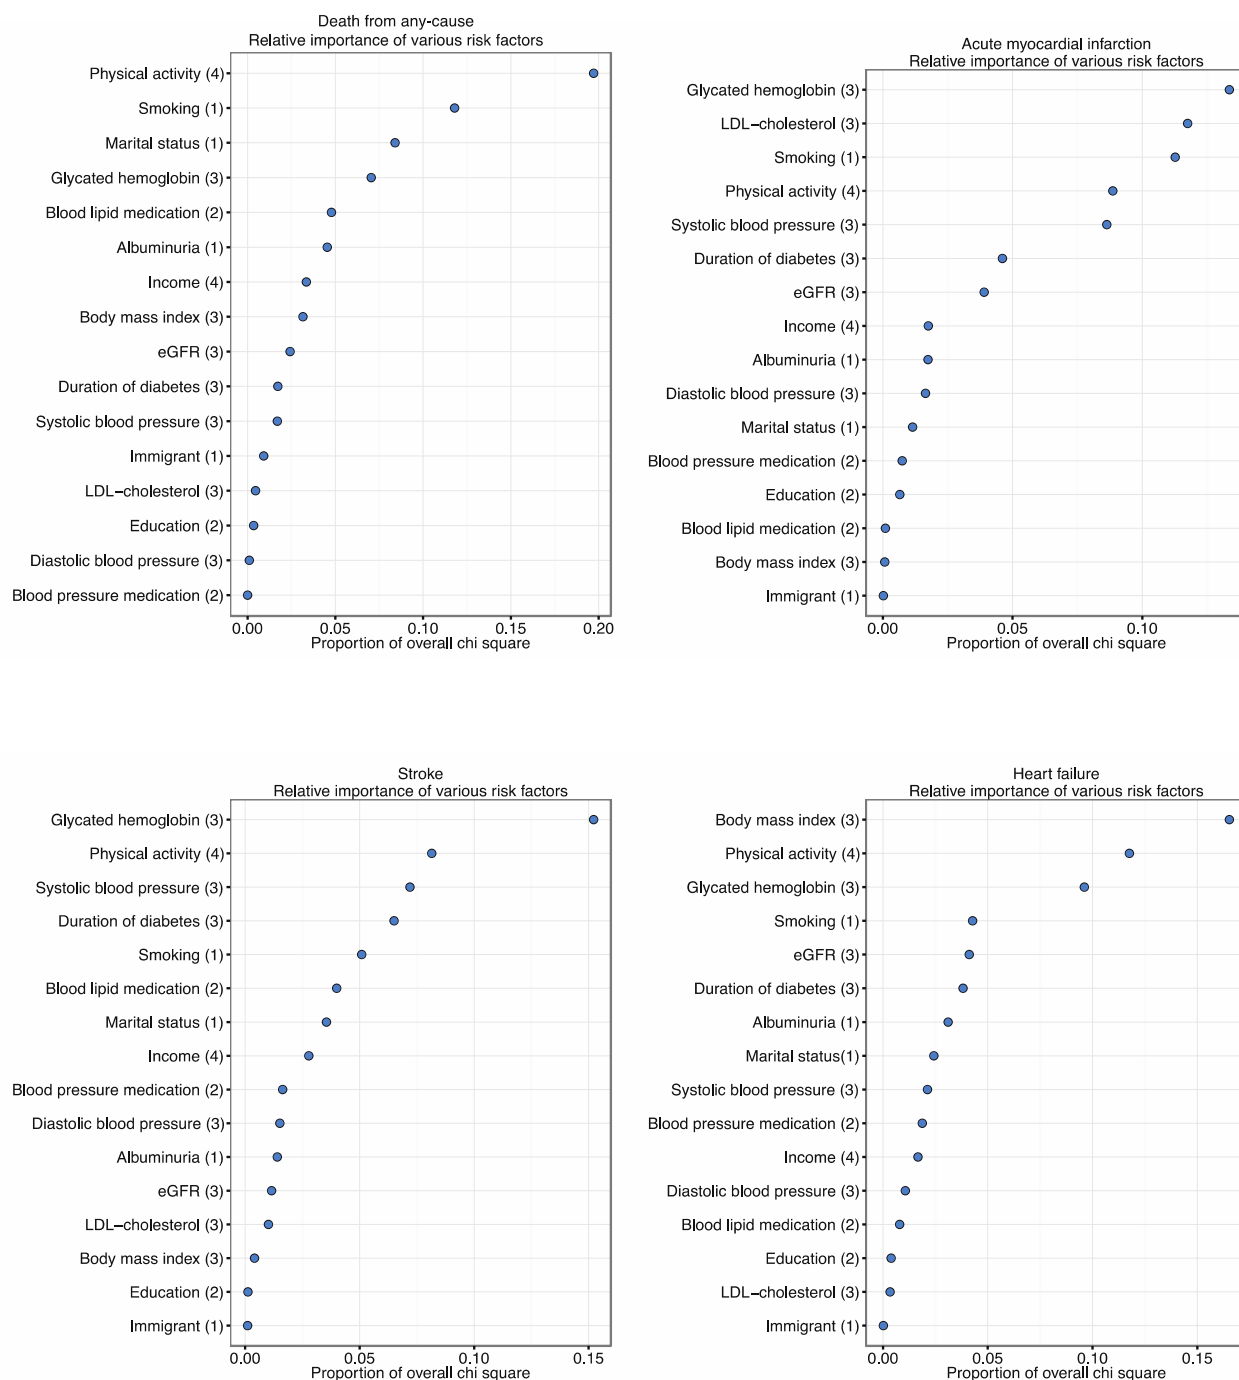 Death from any-cause
Relative importance of various risk factors
Physical activity (4)
Smoking (1)
Marital status (1)
Glycated hemoglobin (3)
Blood lipid medication (2)
Albuminuria (1)
Income (4)
Body mass index (3)
eGFR (3)
Duration of diabetes (3)
Systolic blood pressure (3)
Immigrant (1)
LDL−cholesterol (3)
Education (2)
Diastolic blood pressure (3)
Blood pressure medication (2)
0.00 0.05 0.10 0.15 0.20
Proportion of overall chi square
Acute myocardial infarction
Relative importance of various risk factors
Glycated hemoglobin (3)
LDL−cholesterol (3)
Smoking (1)
Physical activity (4)
Systolic blood pressure (3)
Duration of diabetes (3)
eGFR (3)
Income (4)
Albuminuria (1)
Diastolic blood pressure (3)
Marital status (1)
Blood pressure medication (2)
Education (2)
Blood lipid medication (2)
Body mass index (3)
Immigrant (1)
0.00 0.05 0.10
Proportion of overall chi square
Stroke
Relative importance of various risk factors
Glycated hemoglobin (3)
Physical activity (4)
Systolic blood pressure (3)
Duration of diabetes (3)
Smoking (1)
Blood lipid medication (2)
Marital status (1)
Income (4)
Blood pressure medication (2)
Diastolic blood pressure (3)
Albuminuria (1)
eGFR (3)
LDL−cholesterol (3)
Body mass index (3)
Education (2)
Immigrant (1)
0.00 0.05 0.10 0.15
Proportion of overall chi square
Heart failure
Relative importance of various risk factors
Body mass index (3)
Physical activity (4)
Glycated hemoglobin (3)
Smoking (1)
eGFR (3)
Duration of diabetes (3)
Albuminuria (1)
Marital status(1)
Systolic blood pressure (3)
Blood pressure medication (2)
Income (4)
Diastolic blood pressure (3)
Blood lipid medication (2)
Education (2)
LDL−cholesterol (3)
Immigrant (1)
0.00 0.05 0.10 0.15
Proportion of overall chi square